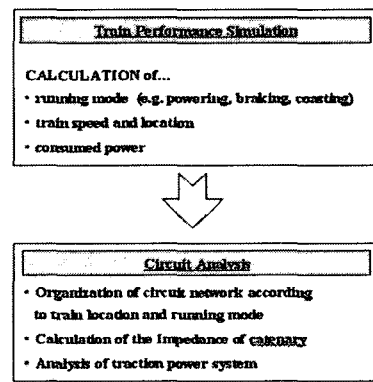 Train Performance Simulation
CALCULATION of...
• running mode (e.g. powering, braking, coasting)
• train speed and location
• consumed power
Circuit Analysis
• Organization of circuit network according
to train location and running mode
• Calculation of the Impedance of catenary
• Analysis of traction power system